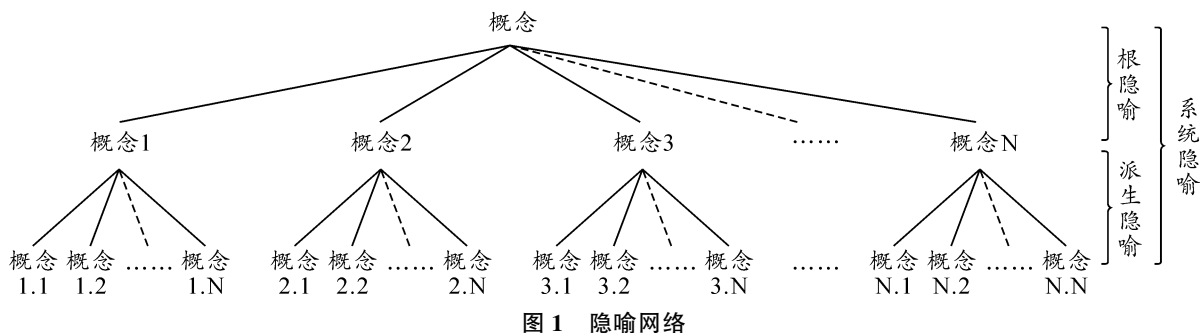 概念
根隐喻
系统隐喻
概念1 概念2 概念3 …… 概念N
派生隐喻
概念 概念 …… 概念 概念 概念 …… 概念 概念 概念 …… 概念 …… 概念 概念 …… 概念
1.1 1.2 1.N 2.1 2.2 2.N 3.1 3.2 3.N N.1 N.2 N.N
图1 隐喻网络